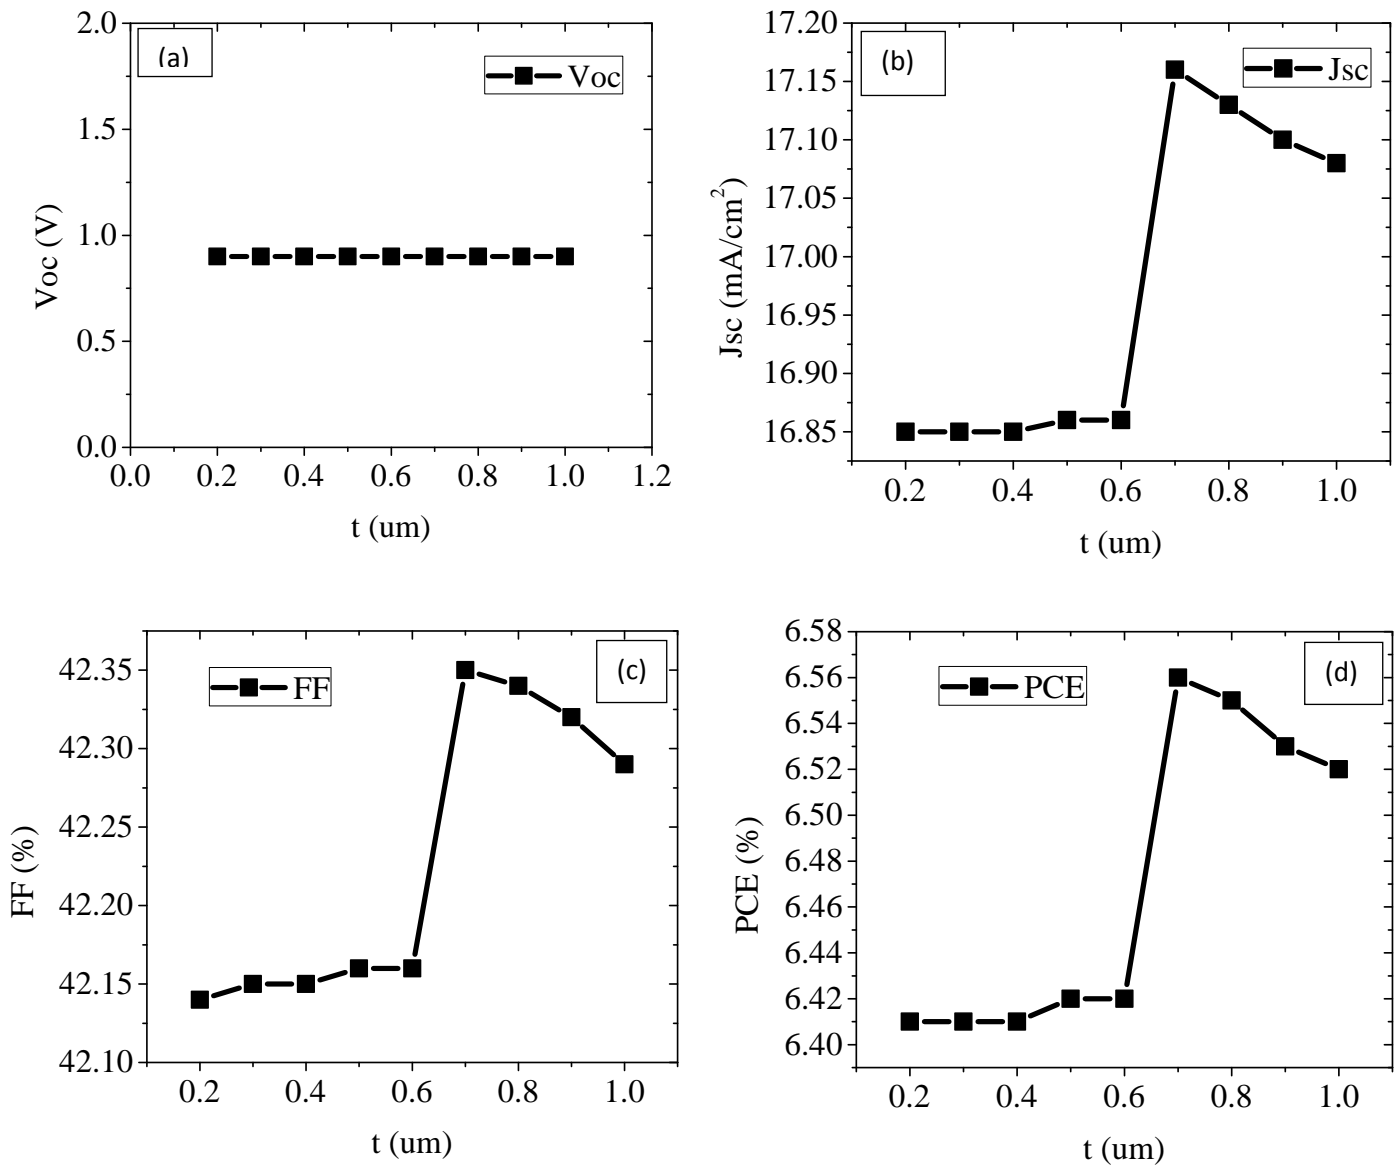 (a)
Voc
2.0
1.5
1.0
0.5
0.0
Voc (V)
0.0 0.2 0.4 0.6 0.8 1.0 1.2
t (um)
(b)
Jsc
17.20
17.15
17.10
17.05
17.00
16.95
16.90
16.85
Jsc (mA/cm²)
0.2 0.4 0.6 0.8 1.0
t (um)
(c)
FF
42.35
42.30
42.25
42.20
42.15
42.10
FF (%)
0.2 0.4 0.6 0.8 1.0
t (um)
(d)
PCE
6.58
6.56
6.54
6.52
6.50
6.48
6.46
6.44
6.42
6.40
PCE (%)
0.2 0.4 0.6 0.8 1.0
t (um)